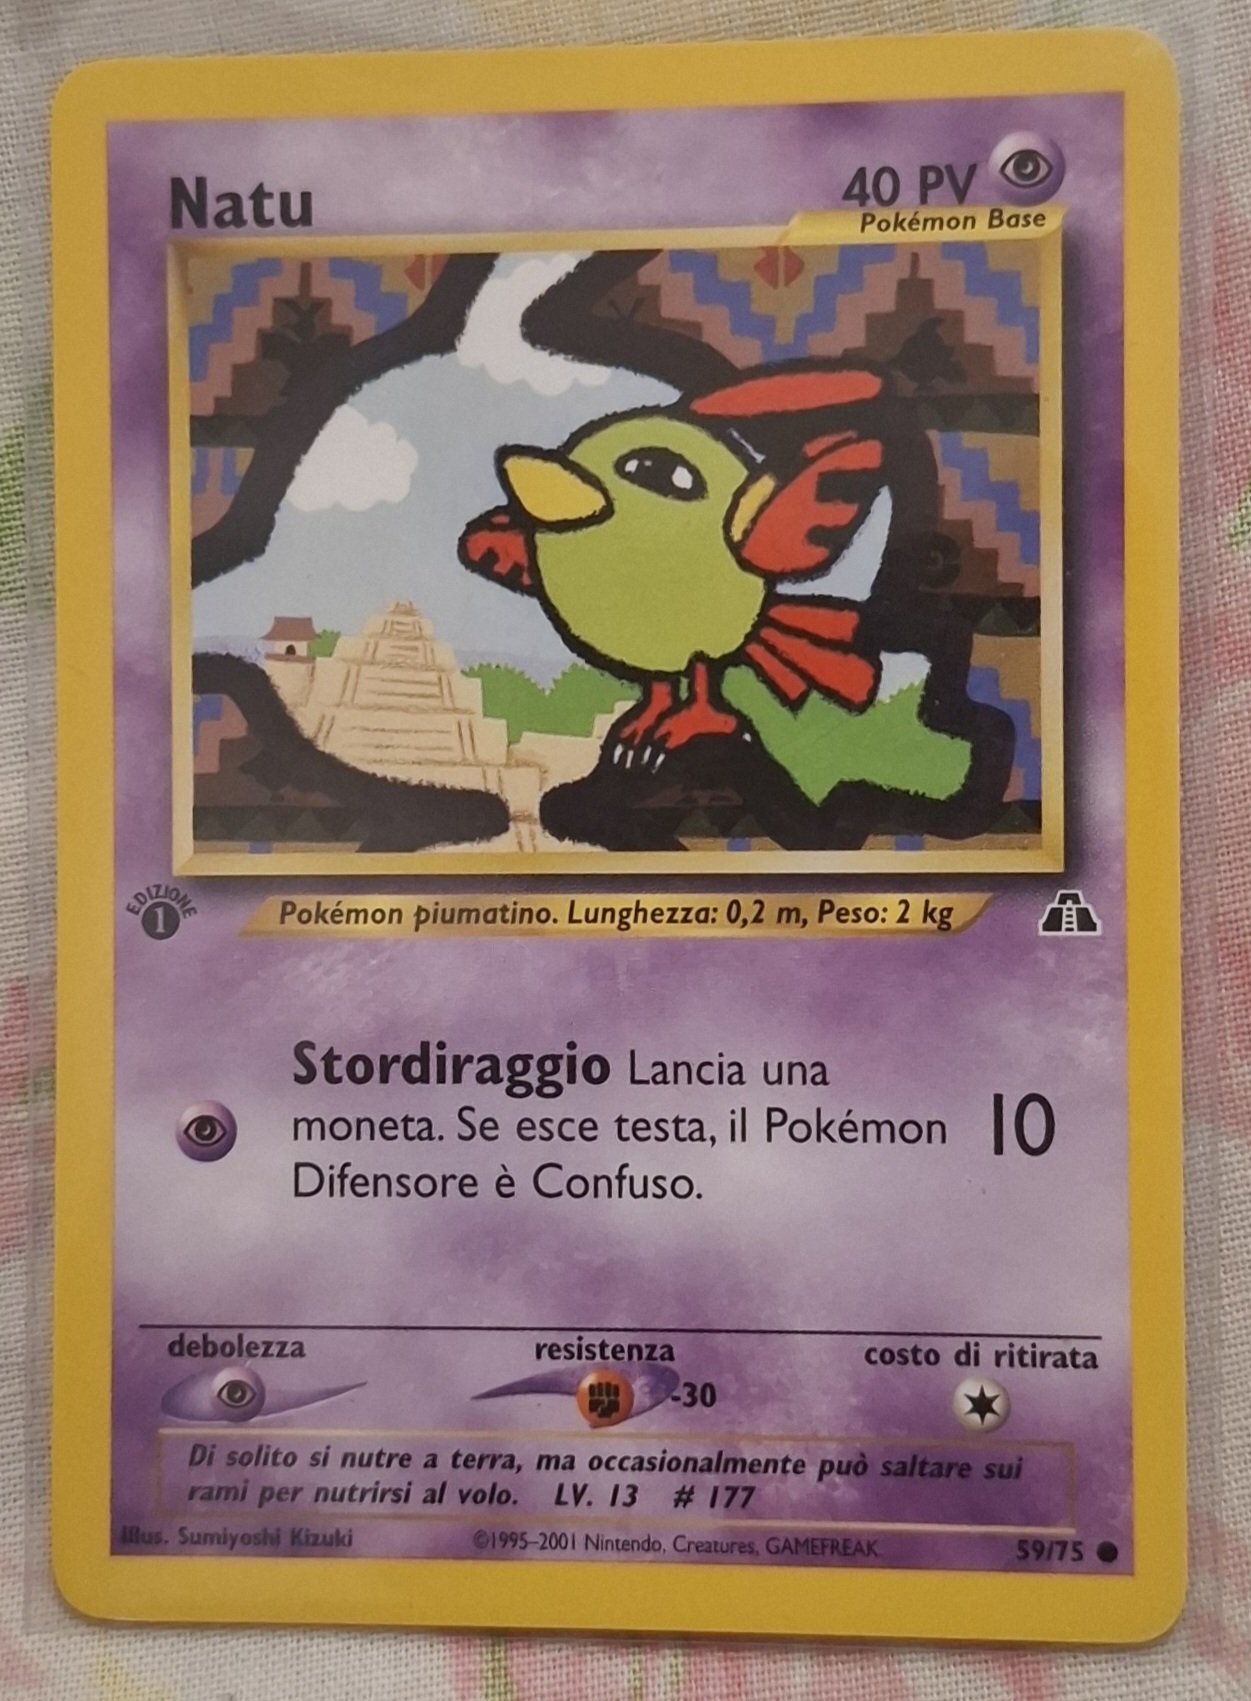 Natu
40 PV
Pokémon Base
EDIZIONE
1
Pokémon piumatino. Lunghezza: 0,2 m, Peso: 2 kg
Stordiraggio Lancia una
moneta. Se esce testa, il Pokémon
Difensore è Confuso.
10
debolezza resistenza costo di ritirata
-30
Di solito si nutre a terra, ma occasionalmente può saltare sui
rami per nutrirsi al volo. LV. 13 # 177
Illus. Sumiyoshi Kizuki ©1995–2001 Nintendo, Creatures, GAMEFREAK. 59/75